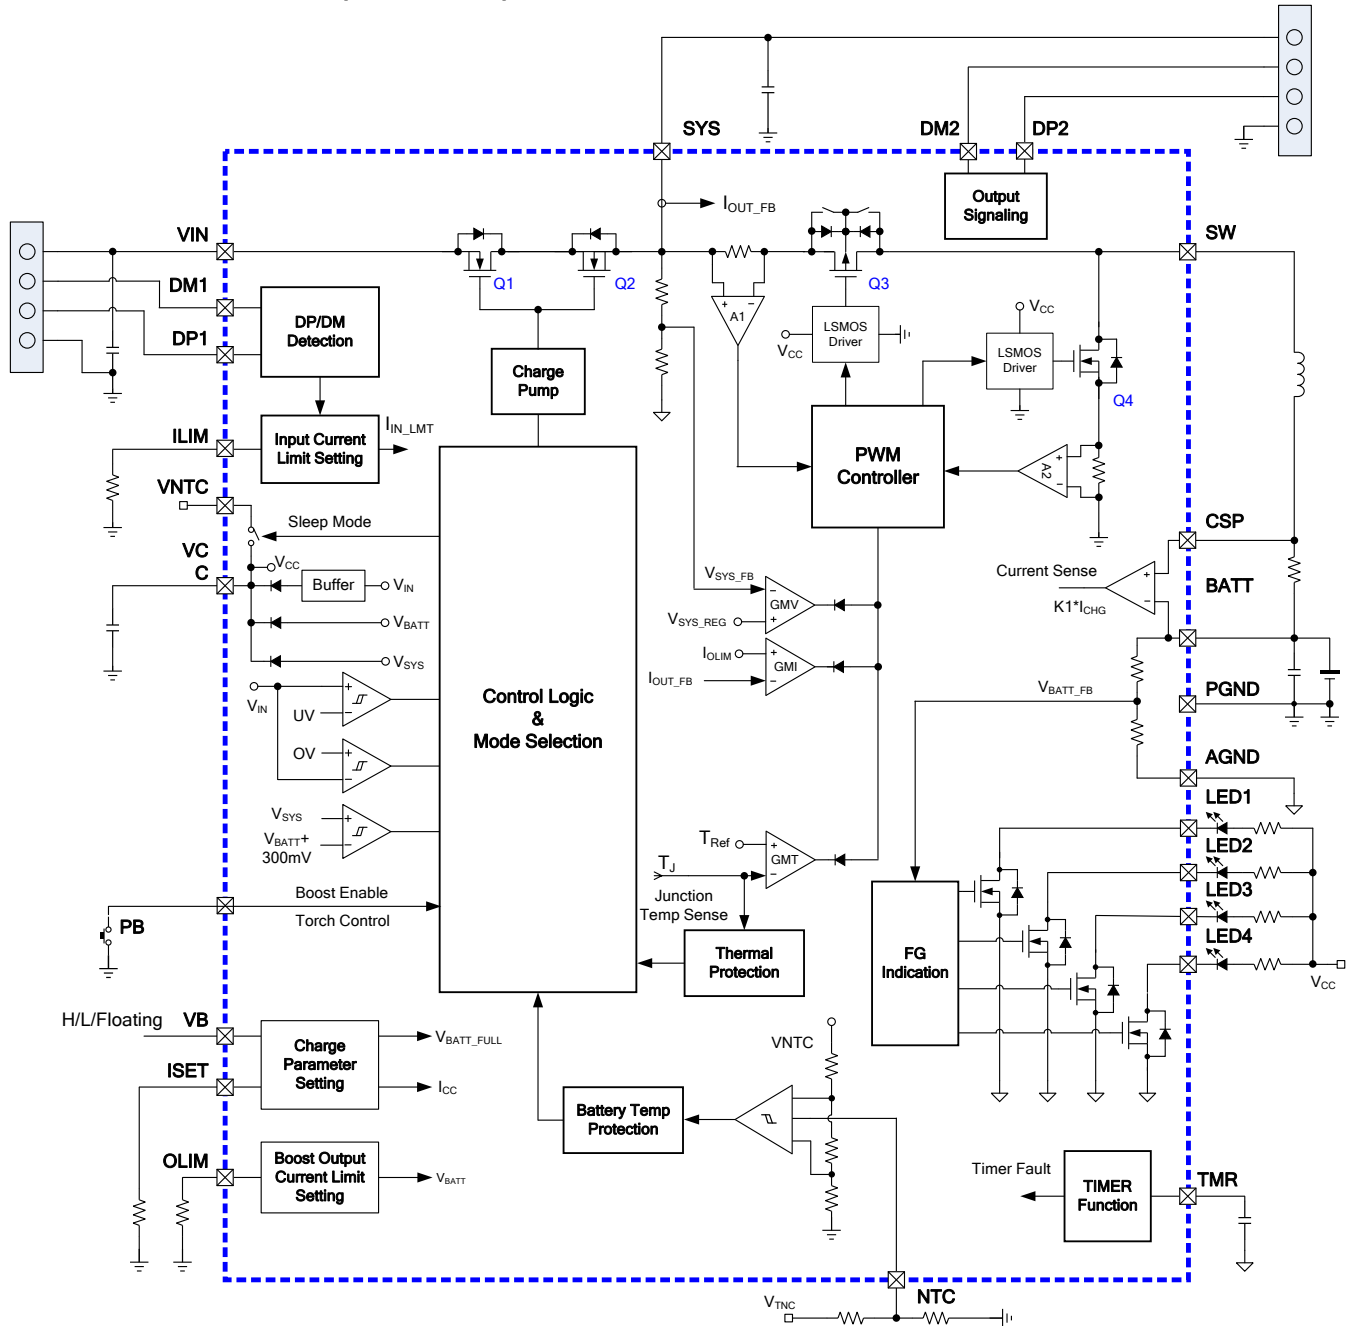 SYS
DM2
DP2
Output
Signaling
IOUT_FB
VIN
SW
Q1
Q2
Q3
DM1
DP/DM
Detection
DP1
A1
LSMOS
Driver
VCC
VCC
LSMOS
Driver
Q4
Charge
Pump
ILIM
Input Current
Limit Setting
IIN_LMT
PWM
Controller
A2
VNTC
Sleep Mode
CSP
VC
C
VCC
Buffer
VIN
VBATT
VSYS
VSYS_FB
GMV
VSYS_REG
Current Sense
K1*ICHG
BATT
IOLIM
GMI
IOUT_FB
VIN
UV
OV
Control Logic
&
Mode Selection
VBATT_FB
PGND
AGND
VSYS
VBATT+
300mV
LED1
LED2
LED3
LED4
VCC
TRef
GMT
TJ
Junction
Temp Sense
Boost Enable
Torch Control
PB
Thermal
Protection
FG
Indication
H/L/Floating
VB
Charge
Parameter
Setting
VBATT_FULL
ISET
ICC
VNTC
Battery Temp
Protection
OLIM
Boost Output
Current Limit
Setting
VBATT
Timer Fault
TIMER
Function
TMR
NTC
VTNC